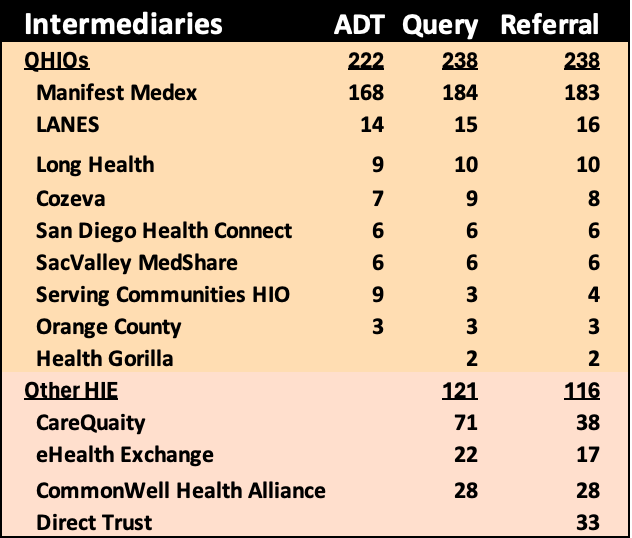 Intermediaries ADT Query Referral
QHIOs 222 238 238
Manifest Medex 168 184 183
LANES 14 15 16
Long Health 9 10 10
Cozeva 7 9 8
San Diego Health Connect 6 6 6
SacValley MedShare 6 6 6
Serving Communities HIO 9 3 4
Orange County 3 3 3
Health Gorilla 2 2
Other HIE 121 116
CareQuaity 71 38
eHealth Exchange 22 17
CommonWell Health Alliance 28 28
Direct Trust 33